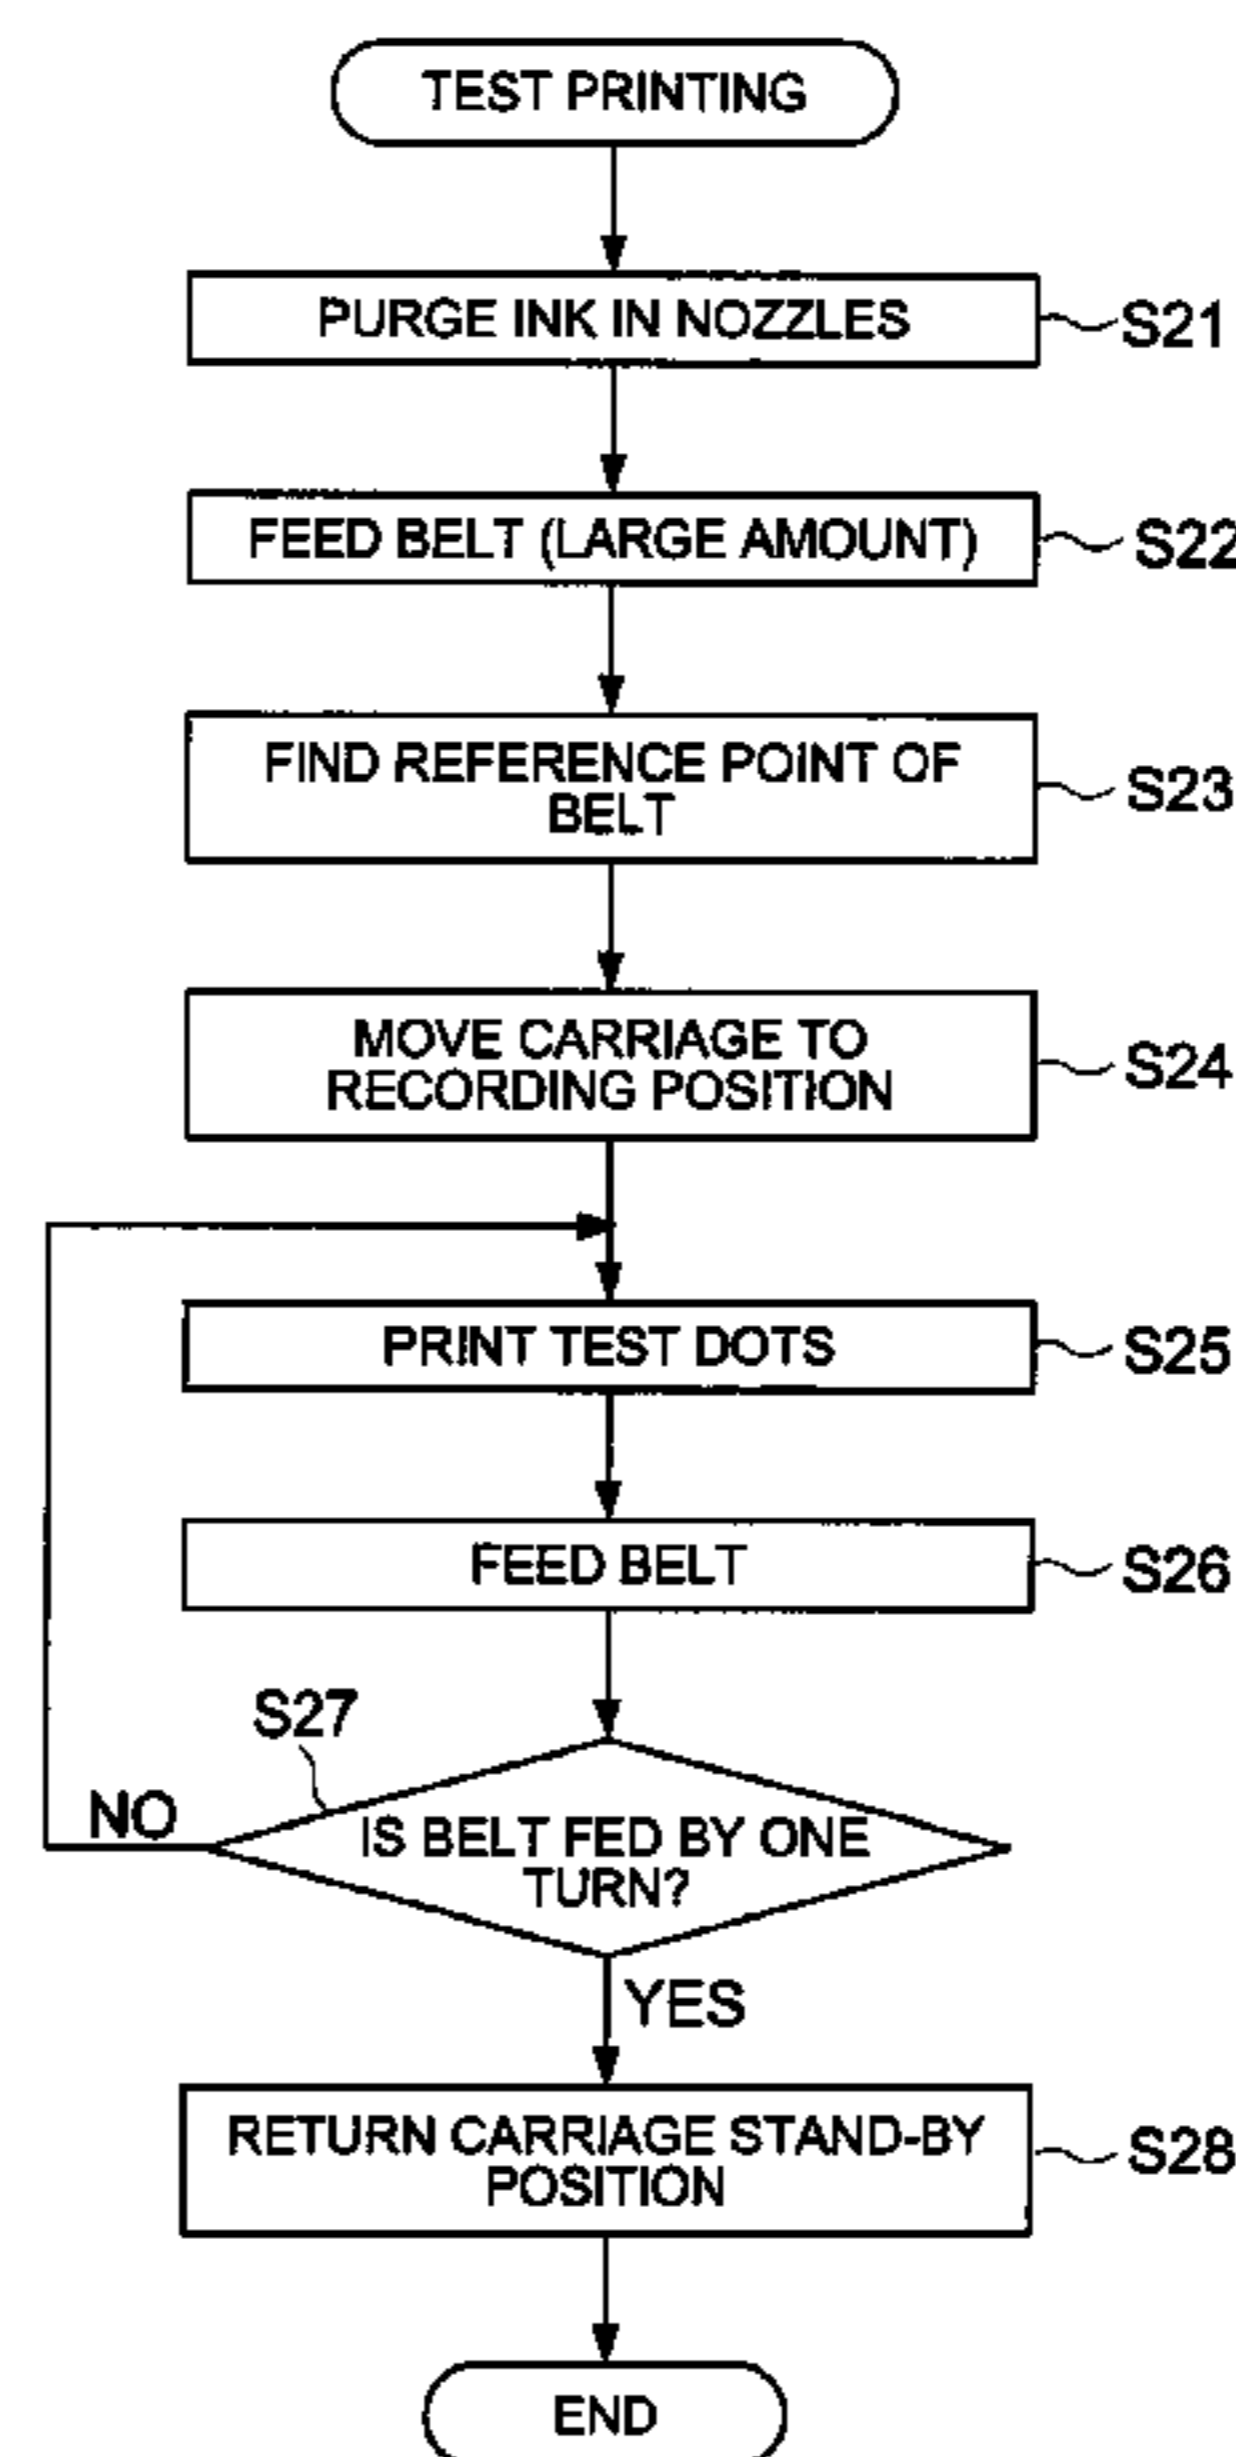 TEST PRINTING
PURGE INK IN NOZZLES
S21
FEED BELT (LARGE AMOUNT)
S22
FIND REFERENCE POINT OF
BELT
S23
MOVE CARRIAGE TO
RECORDING POSITION
S24
PRINT TEST DOTS
S25
FEED BELT
S26
S27
NO
IS BELT FED BY ONE
TURN?
YES
RETURN CARRIAGE STAND-BY
POSITION
S28
END